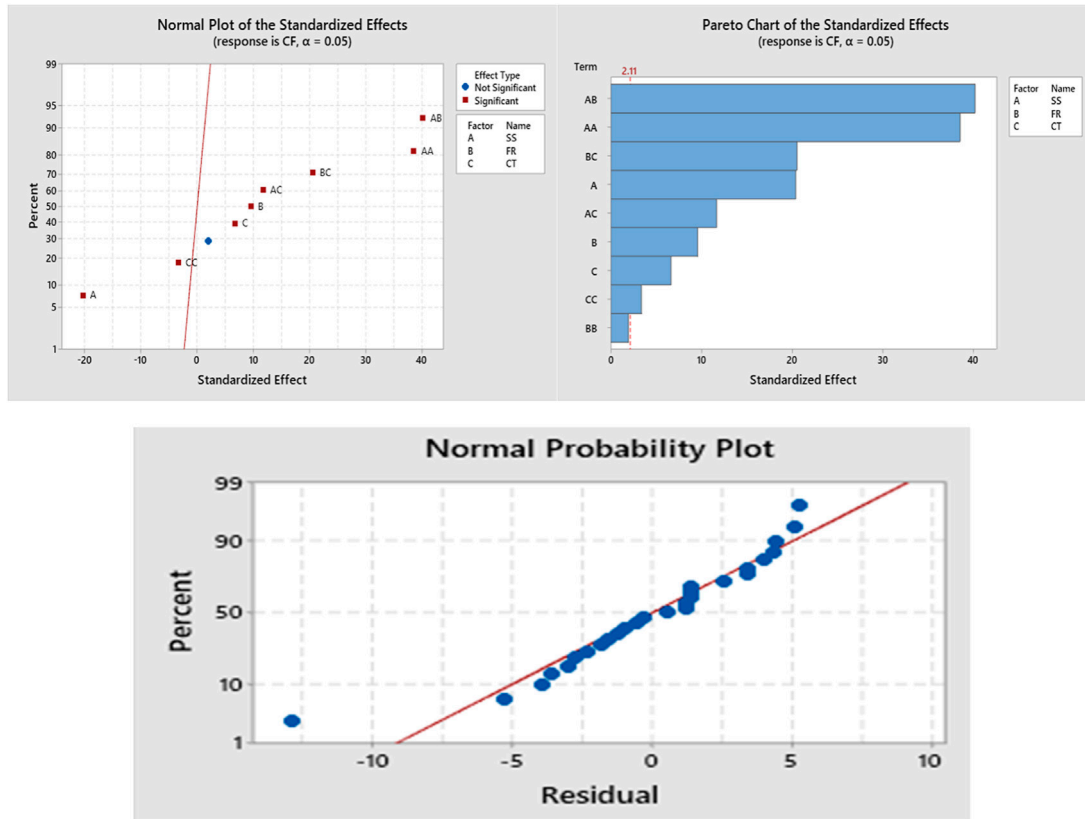 Normal Plot of the Standardized Effects
(response is CF, α = 0.05)
99
95
90
80
70
60
50
40
30
20
10
5
1
Percent
AB
AA
BC
AC
B
C
CC
A
-20
0
10
20
30
40
Standardized Effect
Effect Type
Not Significant
Significant
Factor Name
A SS
B FR
C CT
Pareto Chart of the Standardized Effects
(response is CF, α = 0.05)
Term
2.11
AB
AA
BC
A
AC
B
C
CC
BB
0
10
20
30
40
Standardized Effect
Factor Name
A SS
B FR
C CT
Normal Probability Plot
99
90
50
10
1
Percent
-10
-5
0
5
10
Residual